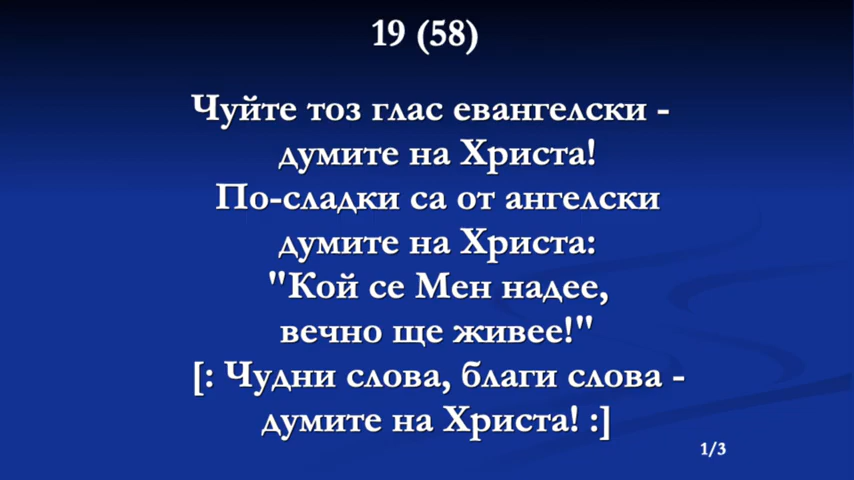 19 (58)
Чуйте тоз глас евангелски -
думите на Христа!
По-сладки са от ангелски
думите на Христа:
"Кой се Мен надее,
вечно ще живее!"
[: Чудни слова, благи слова -
думите на Христа! :]
1/3